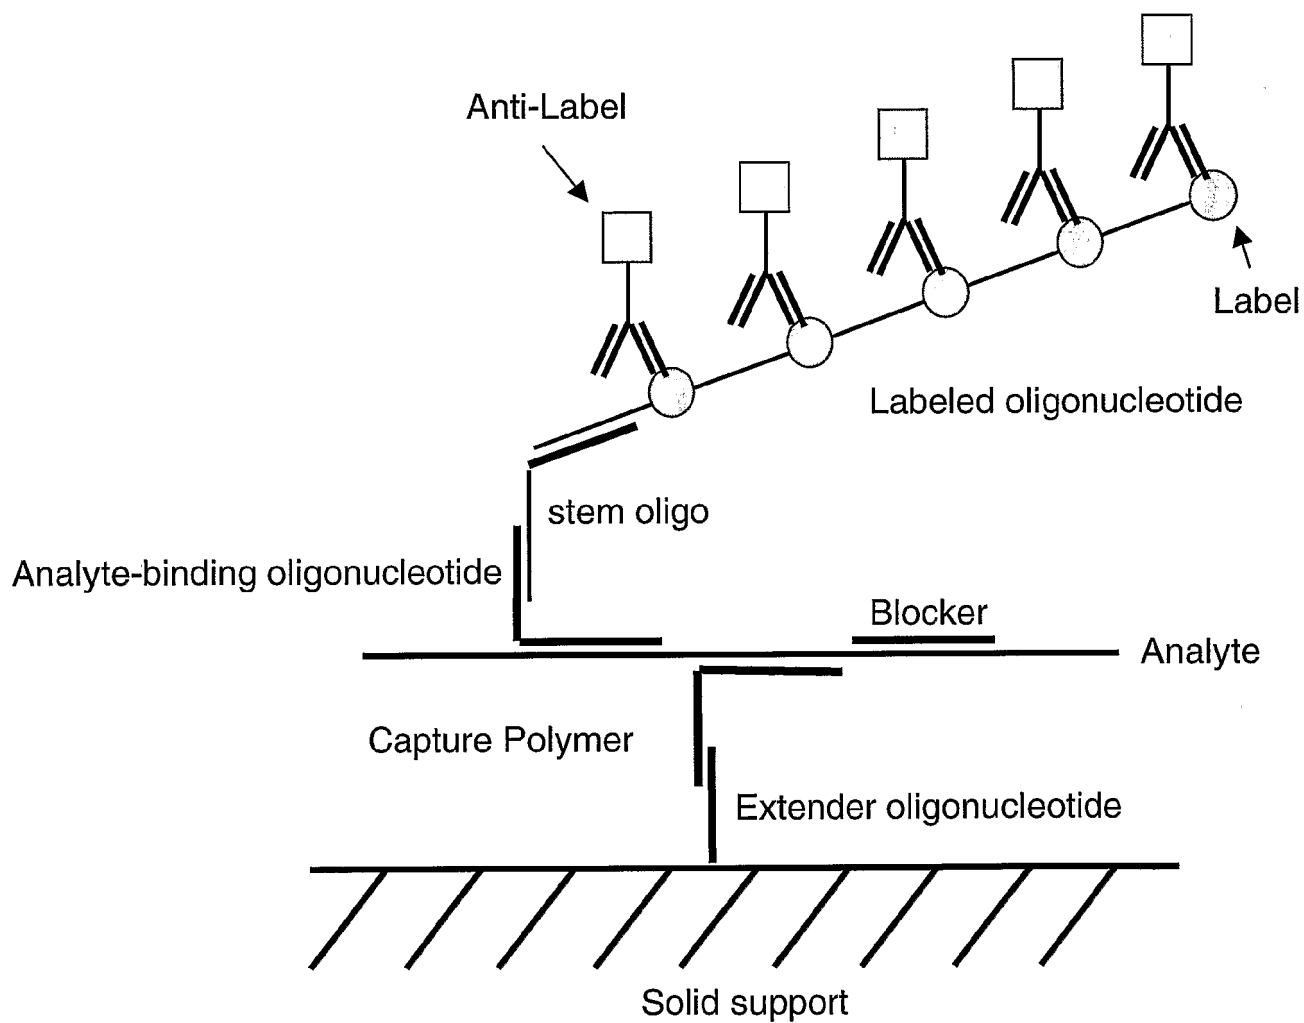 Anti-Label
Label
Labeled oligonucleotide
stem oligo
Analyte-binding oligonucleotide
Blocker
Analyte
Capture Polymer
Extender oligonucleotide
Solid support